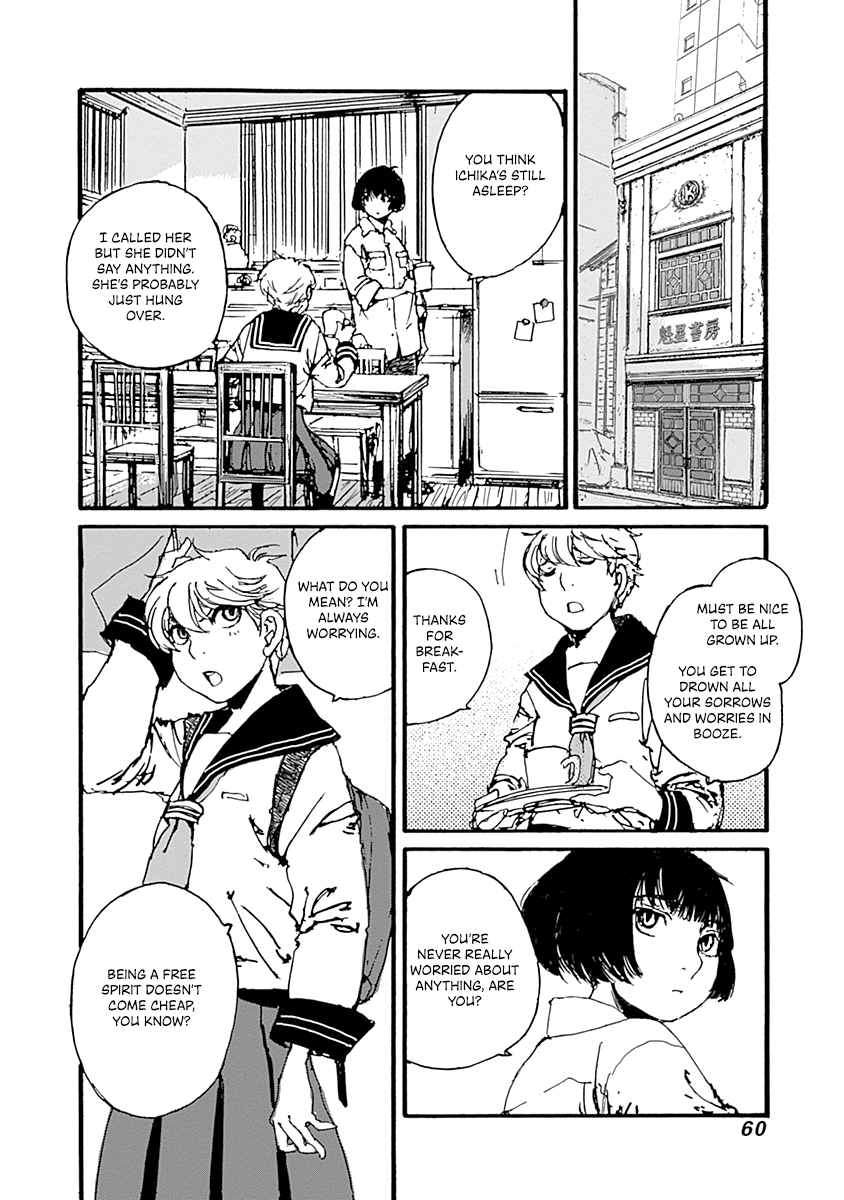 魁星書房
YOU THINK
ICHIKA'S STILL
ASLEEP?
I CALLED HER
BUT SHE DIDN'T
SAY ANYTHING.
SHE'S PROBABLY
JUST HUNG
OVER.
MUST BE NICE
TO BE ALL
GROWN UP.
YOU GET TO
DROWN ALL
YOUR SORROWS
AND WORRIES IN
BOOZE.
THANKS
FOR
BREAK-
FAST.
YOU'RE
NEVER REALLY
WORRIED ABOUT
ANYTHING, ARE
YOU?
WHAT DO YOU
MEAN? I'M
ALWAYS
WORRYING.
BEING A FREE
SPIRIT DOESN'T
COME CHEAP,
YOU KNOW?
60